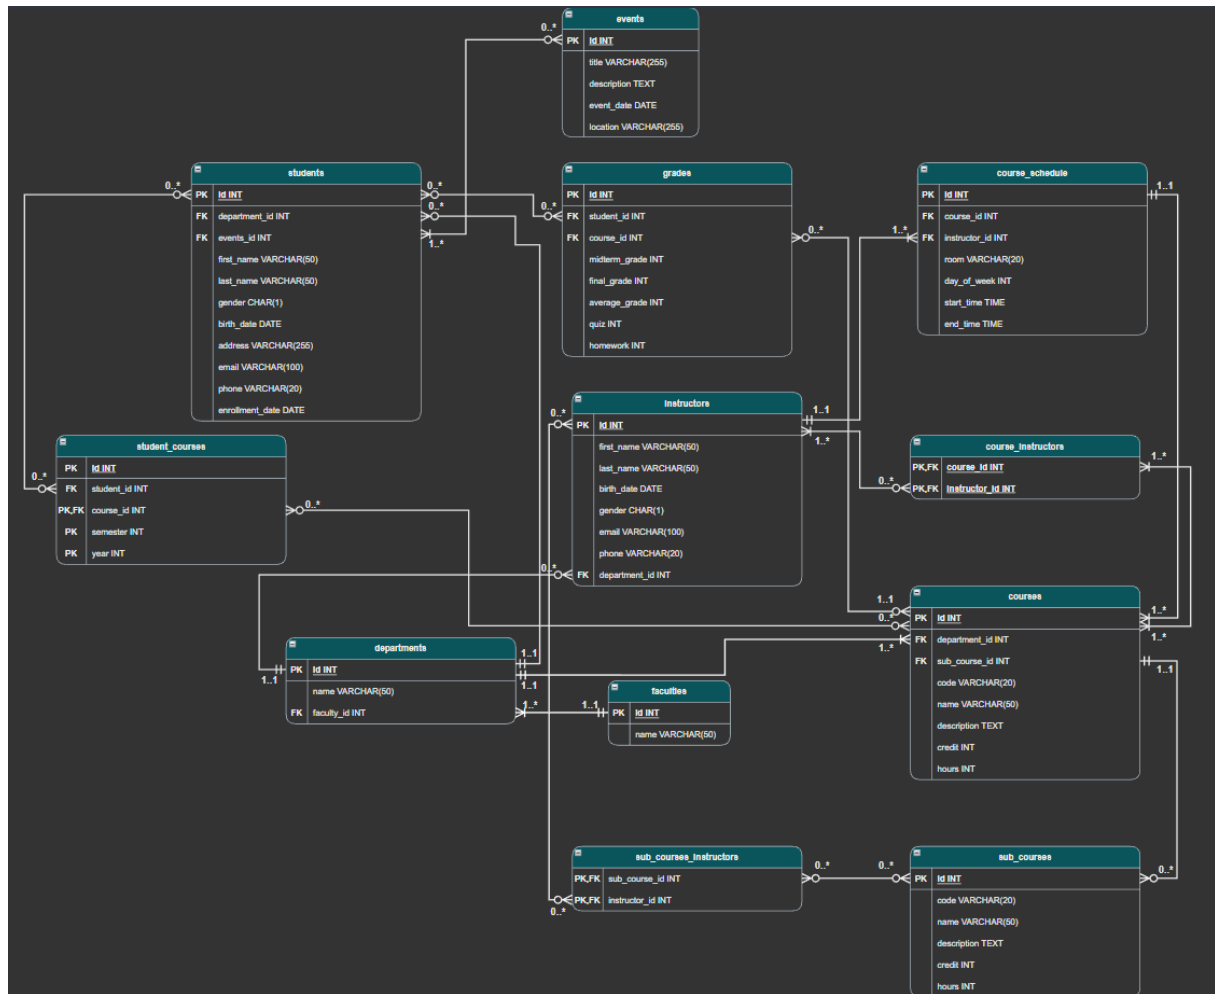 events
0..*
PK Id INT
title VARCHAR(255)
description TEXT
event_date DATE
location VARCHAR(255)
students
0..*
PK Id INT
0..*
FK department_id INT
0..*
FK events_id INT
1..*
first_name VARCHAR(50)
last_name VARCHAR(50)
gender CHAR(1)
birth_date DATE
address VARCHAR(255)
email VARCHAR(100)
phone VARCHAR(20)
enrollment_date DATE
grades
PK Id INT
0..*
FK student_id INT
FK course_id INT
0..*
midterm_grade INT
final_grade INT
average_grade INT
quiz INT
homework INT
course_schedule
PK Id INT
1..1
FK course_id INT
1..*
FK instructor_id INT
room VARCHAR(20)
day_of_week INT
start_time TIME
end_time TIME
instructors
0..*
PK Id INT
1..1
1..*
first_name VARCHAR(50)
last_name VARCHAR(50)
birth_date DATE
gender CHAR(1)
email VARCHAR(100)
phone VARCHAR(20)
0..*
FK department_id INT
student_courses
PK Id INT
0..*
FK student_id INT
PK,FK course_id INT
0..*
PK semester INT
PK year INT
course_instructors
1..*
PK,FK course_id INT
0..*
PK,FK instructor_id INT
courses
1..1
PK Id INT
1..*
0..*
1..*
FK department_id INT
1..*
FK sub_course_id INT
1..1
code VARCHAR(20)
name VARCHAR(50)
description TEXT
credit INT
hours INT
departments
1..1
PK Id INT
1..1
1..1
name VARCHAR(50)
FK faculty_id INT
1..*
faculties
1..1
PK Id INT
name VARCHAR(50)
sub_courses_instructors
PK,FK sub_course_id INT
0..*
PK,FK instructor_id INT
0..*
sub_courses
0..*
PK Id INT
0..*
code VARCHAR(20)
name VARCHAR(50)
description TEXT
credit INT
hours INT